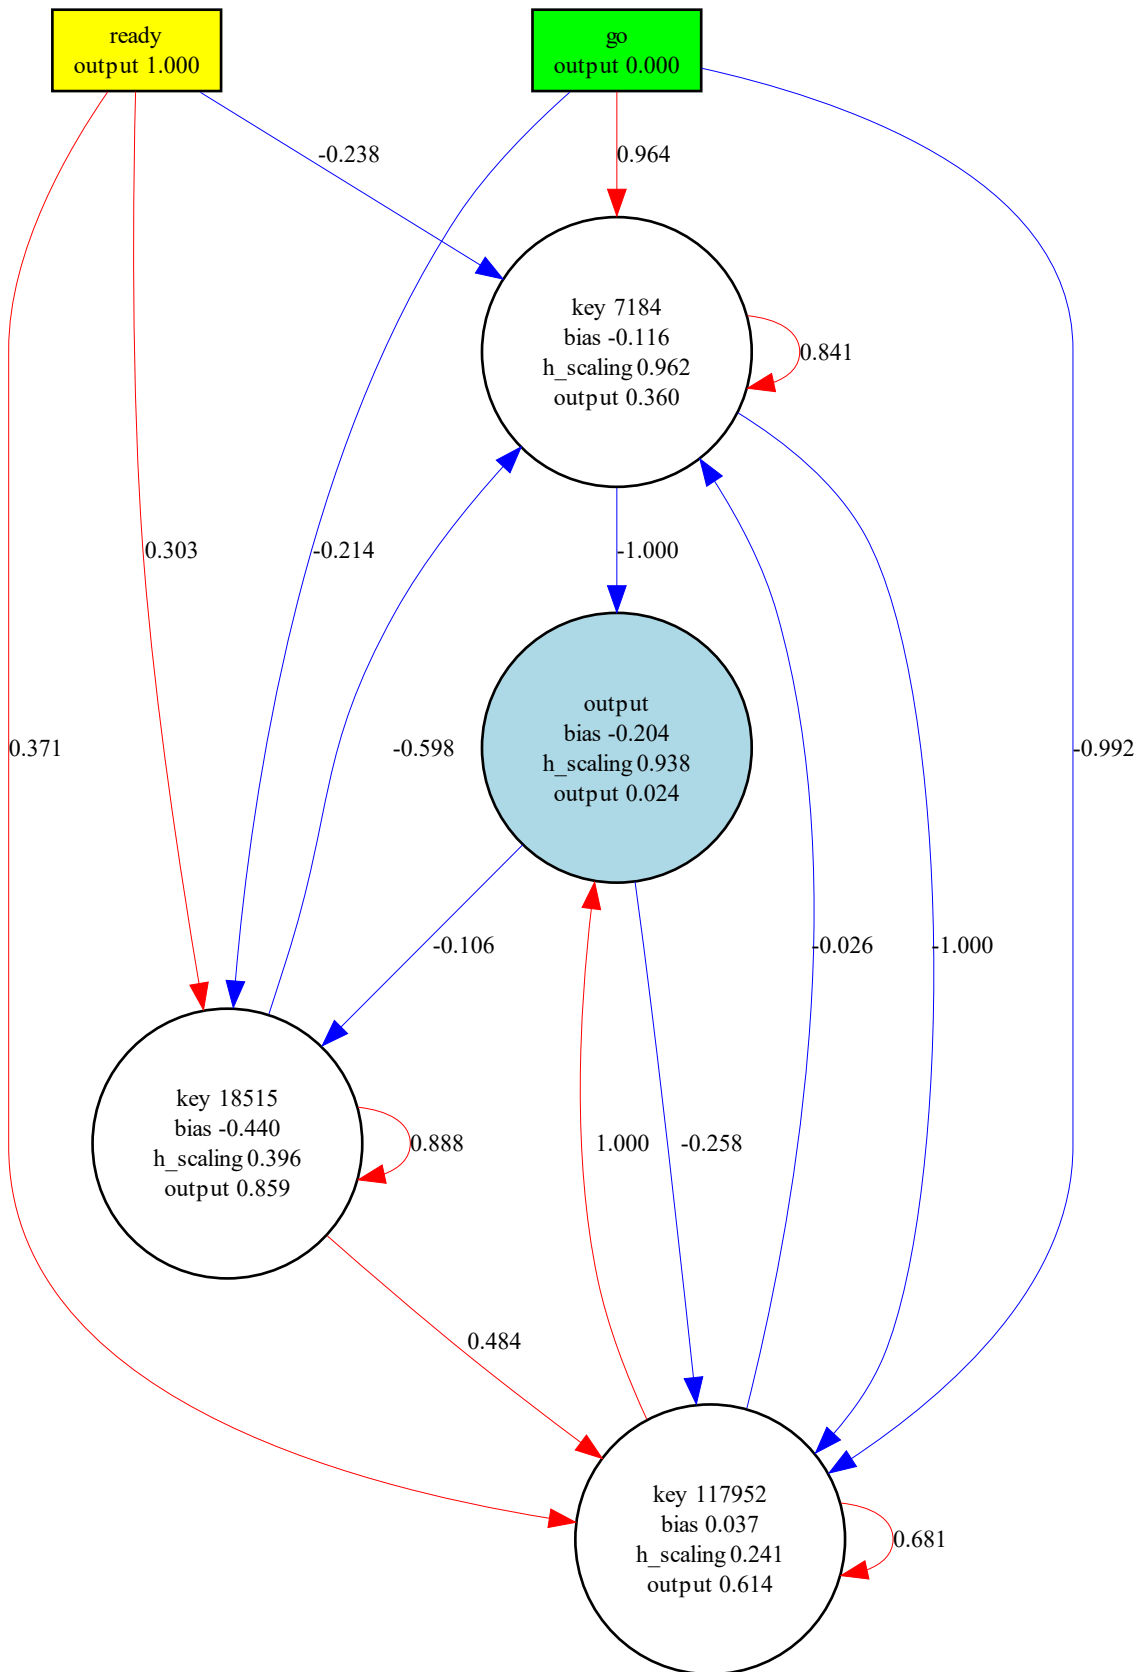 ready
output 1.000
go
output 0.000
-0.238
0.964
key 7184
bias -0.116
h_scaling 0.962
output 0.360
0.841
0.303
-0.214
-1.000
output
bias -0.204
h_scaling 0.938
output 0.024
0.371
-0.598
-0.992
-0.106
-0.026
-1.000
key 18515
bias -0.440
h_scaling 0.396
output 0.859
0.888
1.000
-0.258
0.484
key 117952
bias 0.037
h_scaling 0.241
output 0.614
0.681